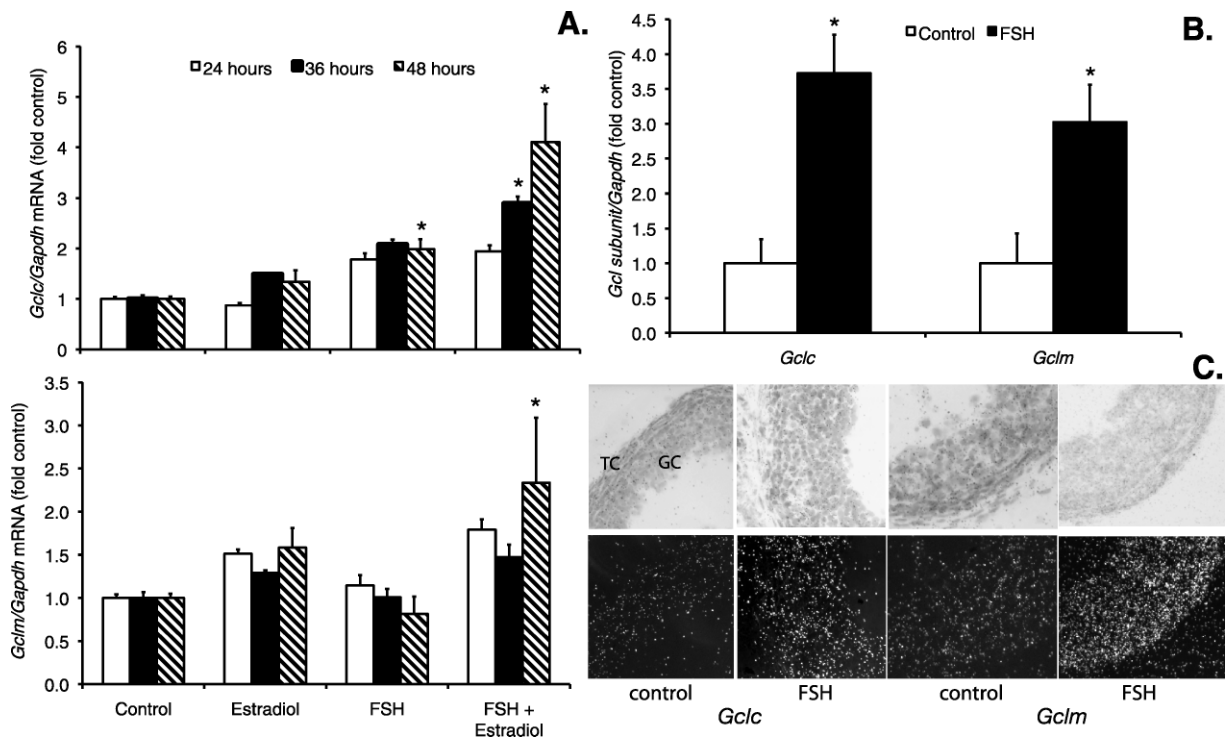 A.
Gclc/Gapdh mRNA (fold control)
6
5
4
3
2
1
0
24 hours 36 hours 48 hours
*
*
*
Gclm/Gapdh mRNA (fold control)
3.5
3.0
2.5
2.0
1.5
1.0
0.5
0.0
*
Control Estradiol FSH FSH +
Estradiol
B.
Gcl subunit/Gapdh (fold control)
4.5
4.0
3.5
3.0
2.5
2.0
1.5
1.0
0.5
0.0
Control FSH
*
*
Gclc Gclm
C.
TC GC
control FSH control FSH
Gclc Gclm